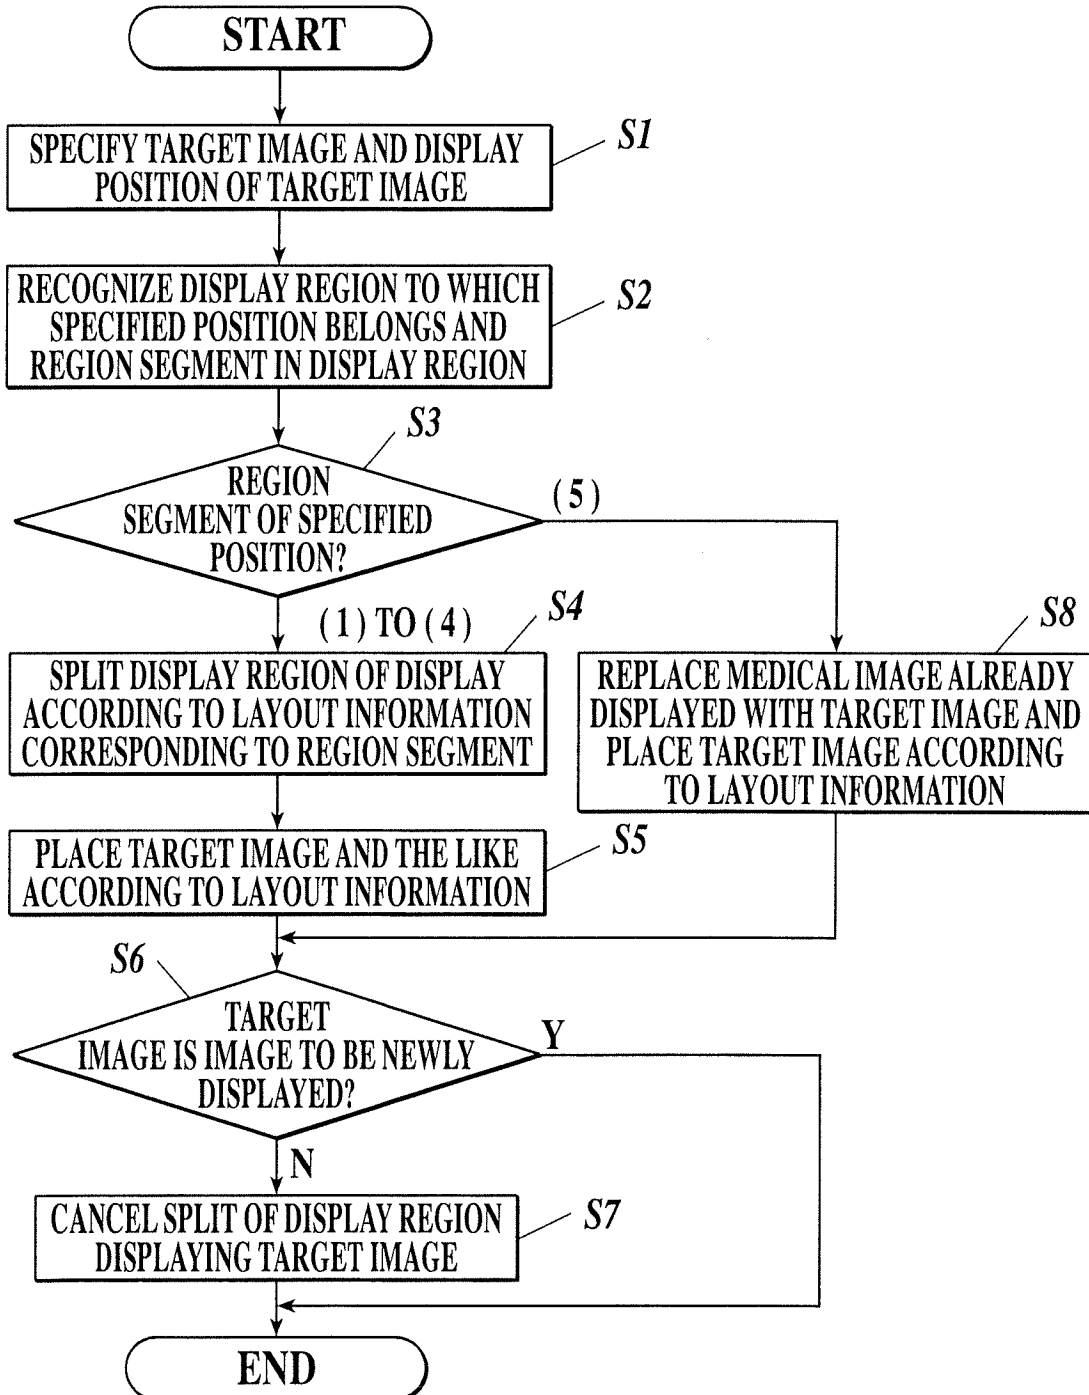 START
SPECIFY TARGET IMAGE AND DISPLAY
POSITION OF TARGET IMAGE
S1
RECOGNIZE DISPLAY REGION TO WHICH
SPECIFIED POSITION BELONGS AND
REGION SEGMENT IN DISPLAY REGION
S2
S3
REGION
SEGMENT OF SPECIFIED
POSITION?
(5)
(1) TO (4)
S4
SPLIT DISPLAY REGION OF DISPLAY
ACCORDING TO LAYOUT INFORMATION
CORRESPONDING TO REGION SEGMENT
S8
REPLACE MEDICAL IMAGE ALREADY
DISPLAYED WITH TARGET IMAGE AND
PLACE TARGET IMAGE ACCORDING
TO LAYOUT INFORMATION
PLACE TARGET IMAGE AND THE LIKE
ACCORDING TO LAYOUT INFORMATION
S5
S6
TARGET
IMAGE IS IMAGE TO BE NEWLY
DISPLAYED?
Y
N
CANCEL SPLIT OF DISPLAY REGION
DISPLAYING TARGET IMAGE
S7
END